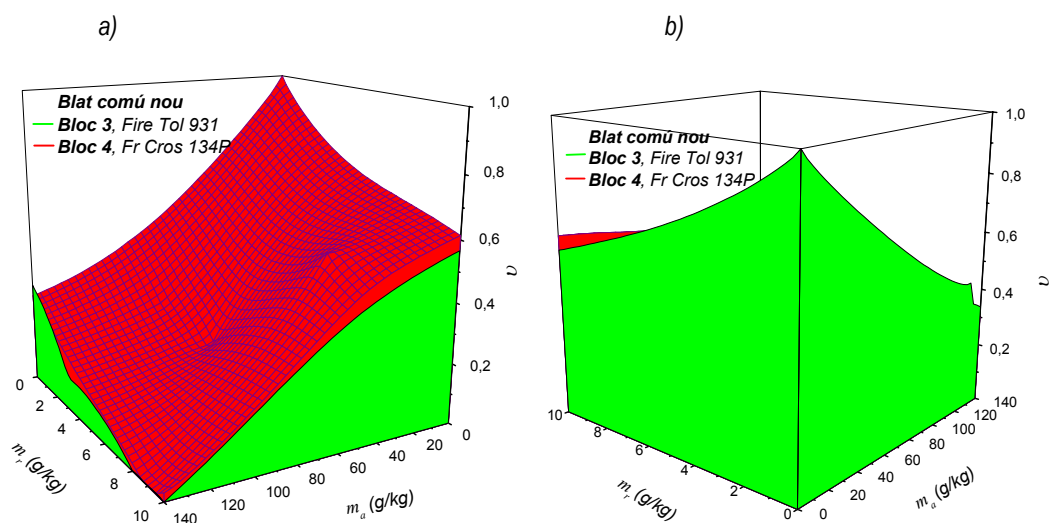 a)
Blat comú nou
Bloc 3, Fire Tol 931
Bloc 4, Fr Cros 134P
1,0
0,8
0,6
0,4
0,2
υ
0
2
4
6
8
10
m_r (g/kg)
140
120
100
80
60
40
20
0
m_a (g/kg)
b)
Blat comú nou
Bloc 3, Fire Tol 931
Bloc 4, Fr Cros 134P
1,0
0,8
0,6
0,4
0,2
υ
10
8
6
4
2
0
m_r (g/kg)
0
20
40
60
80
100
120
140
m_a (g/kg)